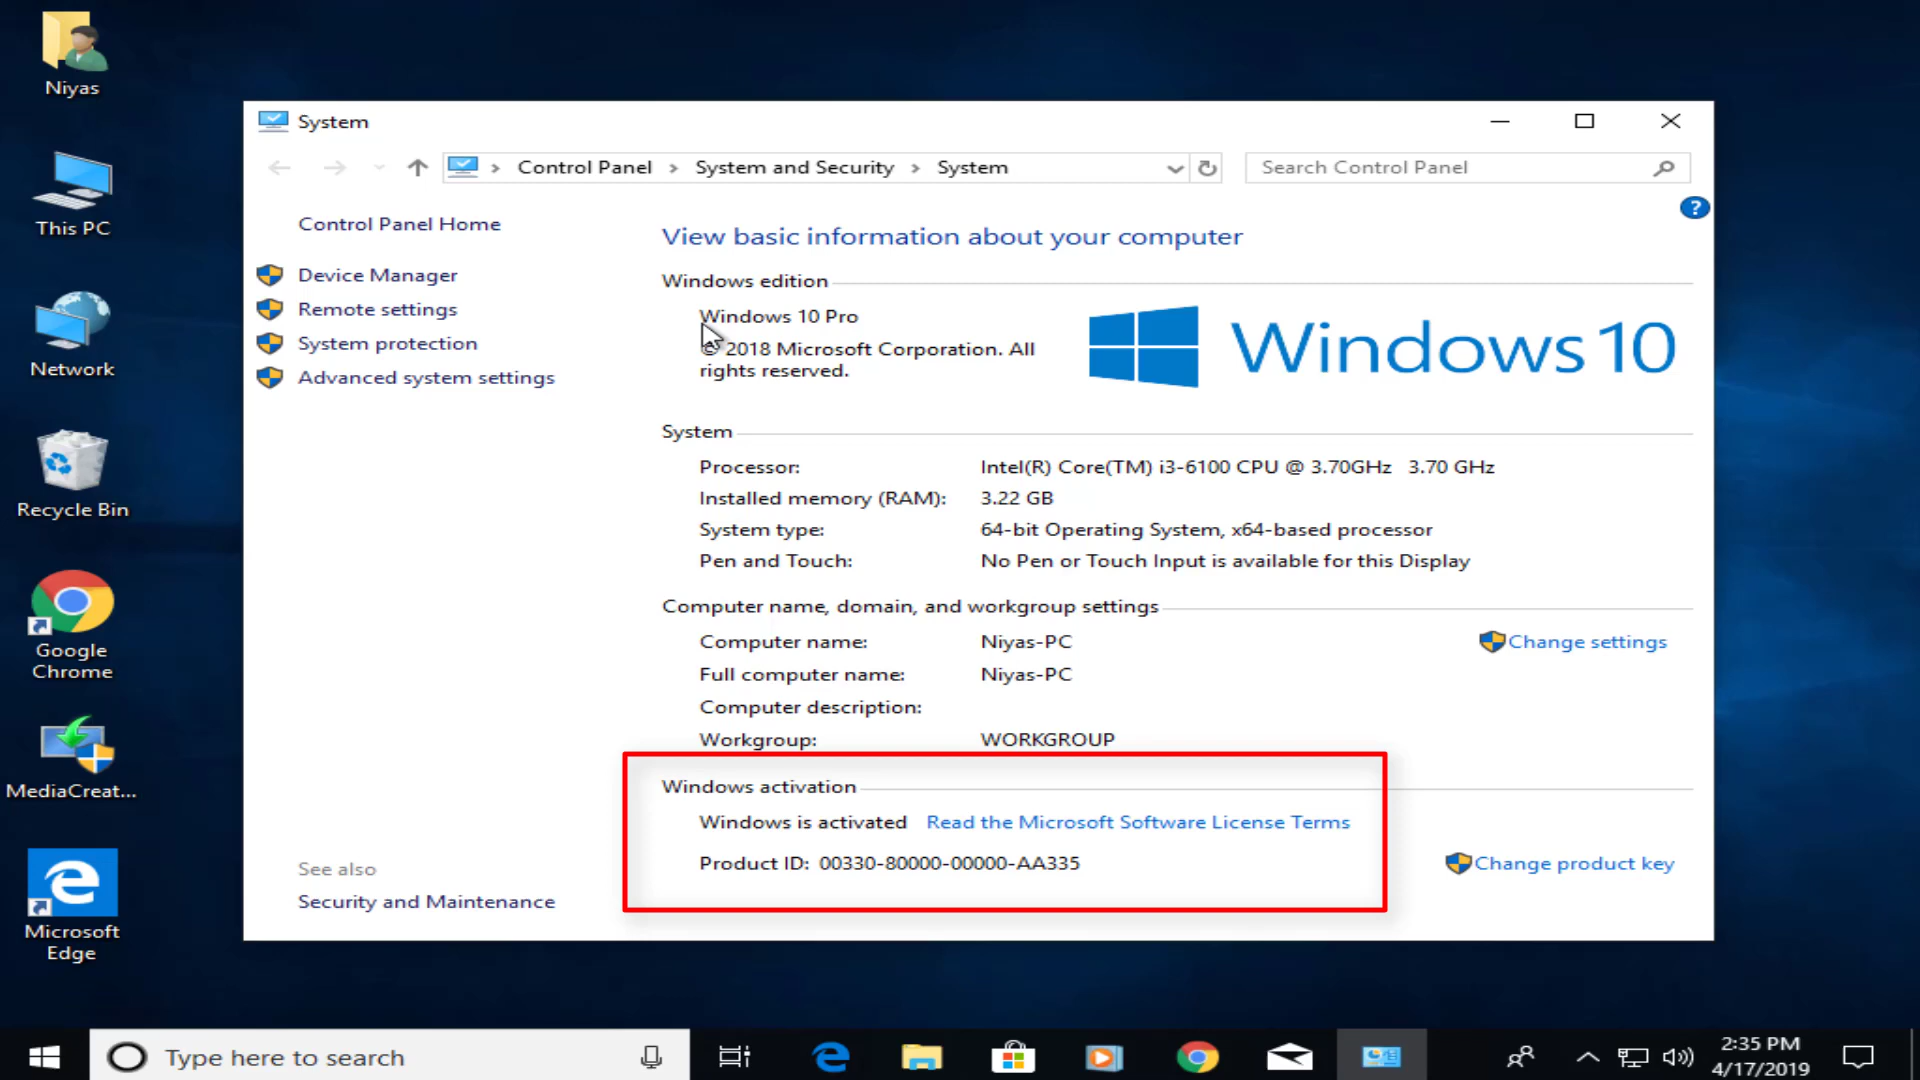 Niyas
This PC
Network
Recycle Bin
Google
Chrome
MediaCreat...
Microsoft
Edge
System
Control Panel
System and Security
System
Search Control Panel
?
Control Panel Home
Device Manager
Remote settings
System protection
Advanced system settings
See also
Security and Maintenance
View basic information about your computer
Windows edition
Windows 10 Pro
© 2018 Microsoft Corporation. All
rights reserved.
Windows 10
System
Processor: Intel(R) Core(TM) i3-6100 CPU @ 3.70GHz 3.70 GHz
Installed memory (RAM): 3.22 GB
System type: 64-bit Operating System, x64-based processor
Pen and Touch: No Pen or Touch Input is available for this Display
Computer name, domain, and workgroup settings
Computer name: Niyas-PC
Change settings
Full computer name: Niyas-PC
Computer description:
Workgroup: WORKGROUP
Windows activation
Windows is activated Read the Microsoft Software License Terms
Product ID: 00330-80000-00000-AA335
Change product key
Type here to search
2:35 PM
4/17/2019